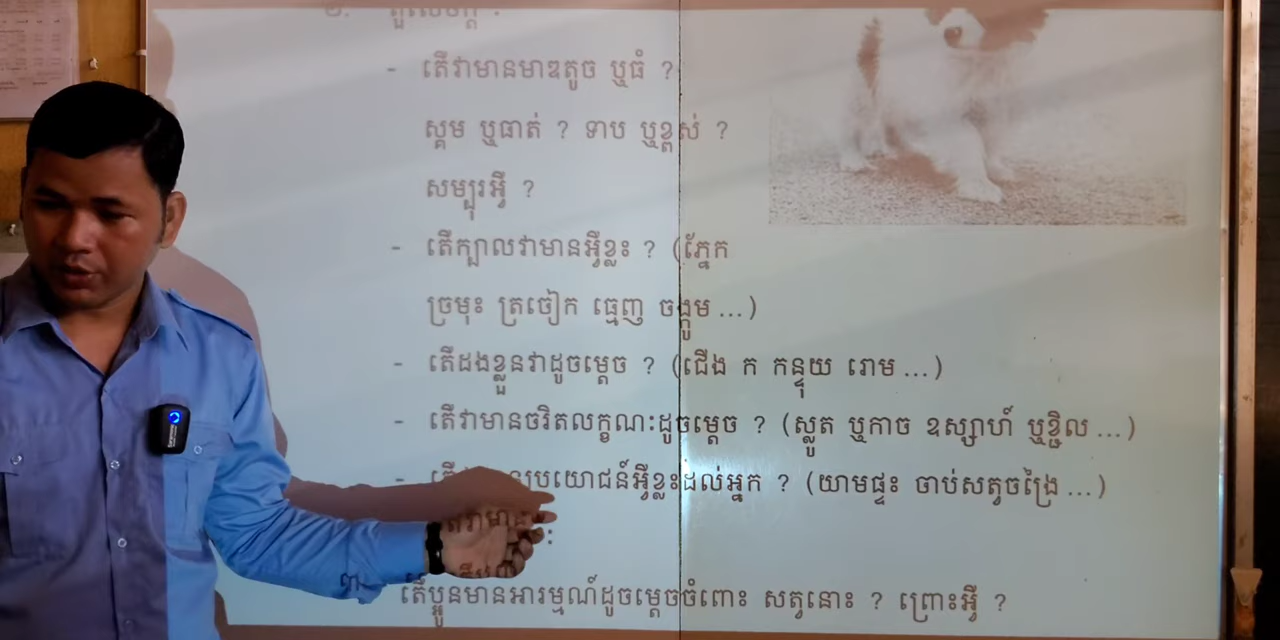 ២. តួសេចក្ដី :
- តើវាមានមាឌតូច ឬធំ ?
ស្គម ឬធាត់ ? ទាប ឬខ្ពស់ ?
សម្បុរអ្វី ?
- តើក្បាលវាមានអ្វីខ្លះ ? (ភ្នែក
ច្រមុះ ត្រចៀក ធ្មេញ ចង្កូម ...)
- តើដងខ្លួនវាដូចម្តេច ? (ជើង ក កន្ទុយ រោម ...)
- តើវាមានចរិតលក្ខណៈដូចម្តេច ? (ស្លូត ឬកាច ឧស្សាហ៍ ឬខ្ជិល ...)
- ប្រយោជន៍អ្វីខ្លះដល់អ្នក ? (យាមផ្ទះ ចាប់សត្វចង្រៃ ...)
តើប្អូនមានអារម្មណ៍ដូចម្តេចចំពោះ សត្វនោះ ? ព្រោះអ្វី ?